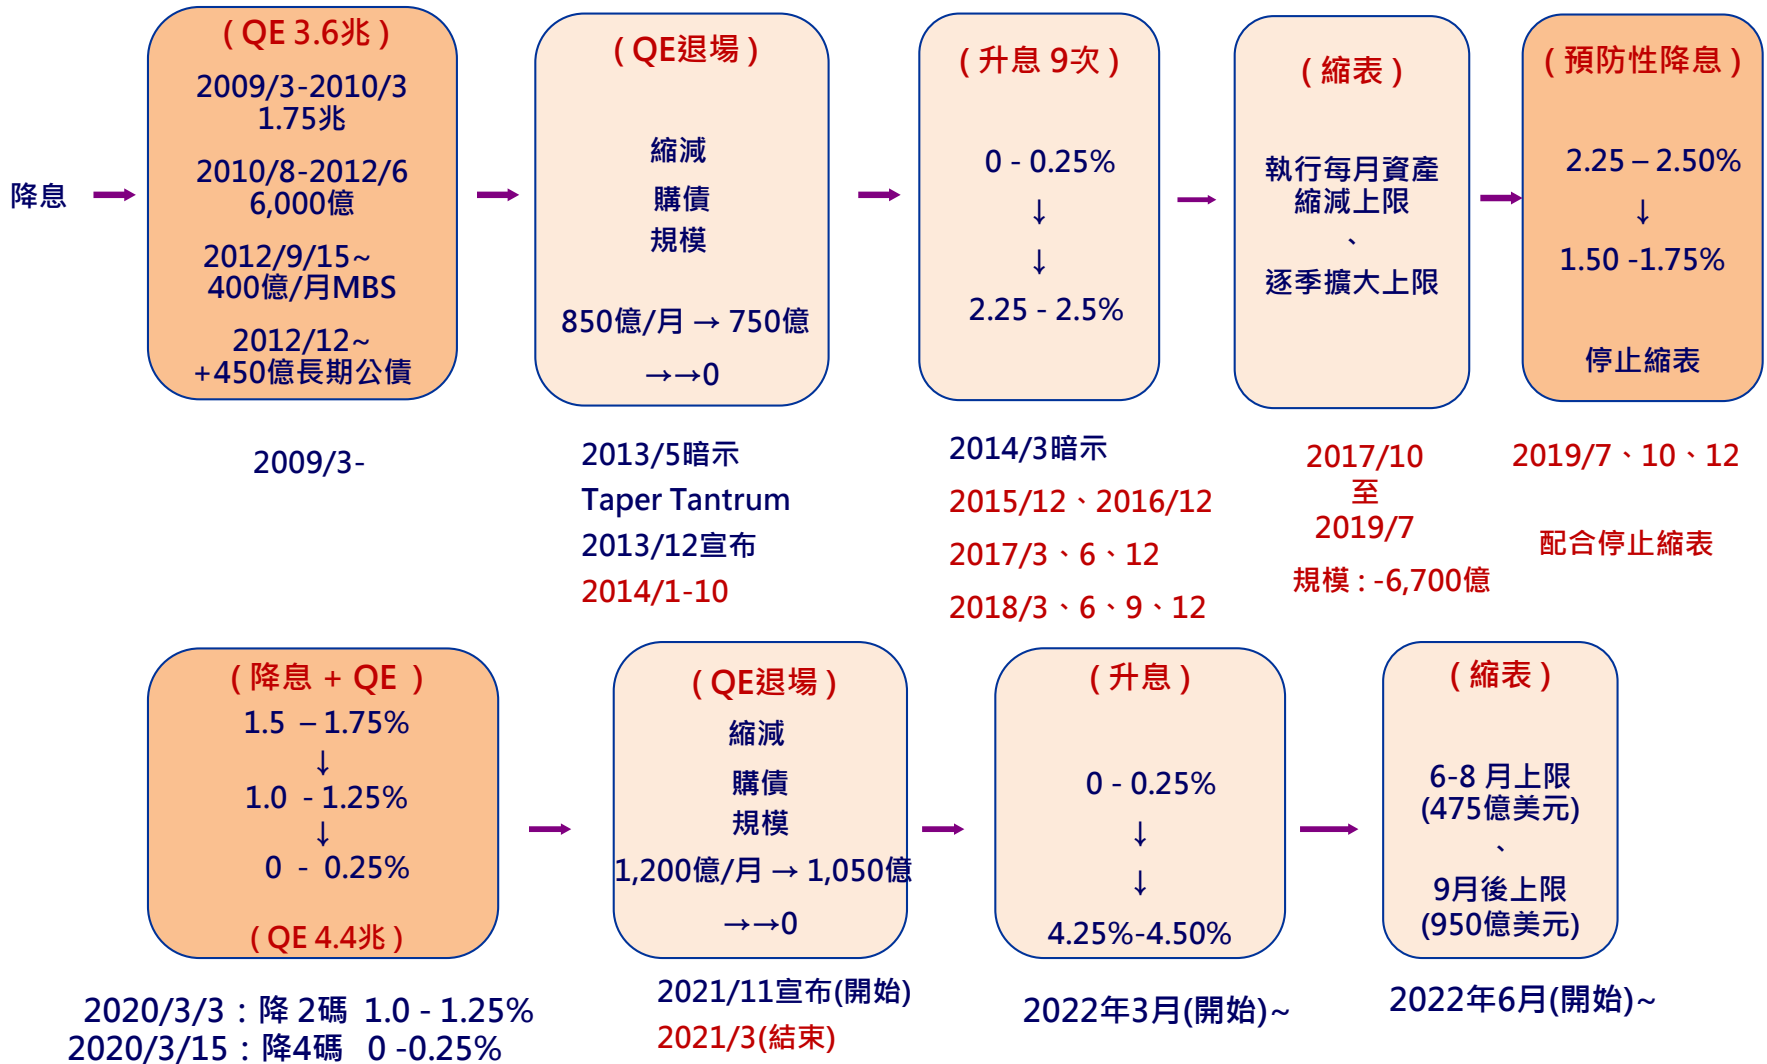 降息
( QE 3.6兆 )
2009/3-2010/3
1.75兆
2010/8-2012/6
6,000億
2012/9/15~
400億/月MBS
2012/12~
+450億長期公債
2009/3-
( QE退場 )
縮減
購債
規模
850億/月 → 750億
→→0
2013/5暗示
Taper Tantrum
2013/12宣布
2014/1-10
( 升息 9次 )
0 - 0.25%
↓
↓
2.25 - 2.5%
2014/3暗示
2015/12、2016/12
2017/3、6、12
2018/3、6、9、12
( 縮表 )
執行每月資產
縮減上限
、
逐季擴大上限
2017/10
至
2019/7
規模 : -6,700億
( 預防性降息 )
2.25 – 2.50%
↓
1.50 -1.75%
停止縮表
2019/7、10、12
配合停止縮表
( 降息 + QE )
1.5 – 1.75%
↓
1.0 - 1.25%
↓
0 - 0.25%
( QE 4.4兆 )
2020/3/3 : 降 2碼 1.0 - 1.25%
2020/3/15 : 降4碼 0 -0.25%
( QE退場 )
縮減
購債
規模
1,200億/月 → 1,050億
→→0
2021/11宣布(開始)
2021/3(結束)
( 升息 )
0 - 0.25%
↓
↓
4.25%-4.50%
2022年3月(開始)~
( 縮表 )
6-8 月上限
(475億美元)
、
9月後上限
(950億美元)
2022年6月(開始)~